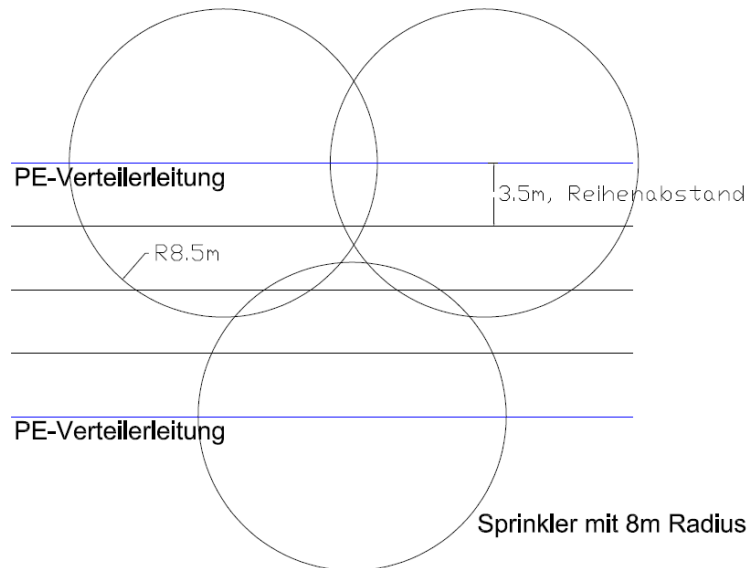 PE-Verteilerleitung
3.5m, Reihenabstand
R8.5m
PE-Verteilerleitung
Sprinkler mit 8m Radius